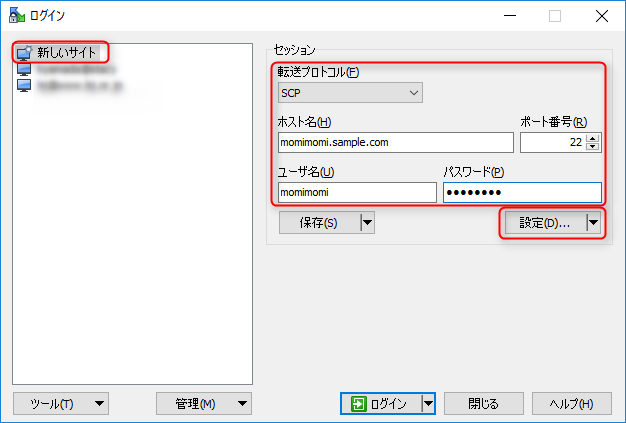 ログイン
新しいサイト
セッション
転送プロトコル(F)
SCP
ホスト名(H) ポート番号(R)
momimomi.sample.com 22
ユーザ名(U) パスワード(P)
momimomi ●●●●●●●●
保存(S) 設定(D)...
ツール(T) 管理(M) ログイン 閉じる ヘルプ(H)